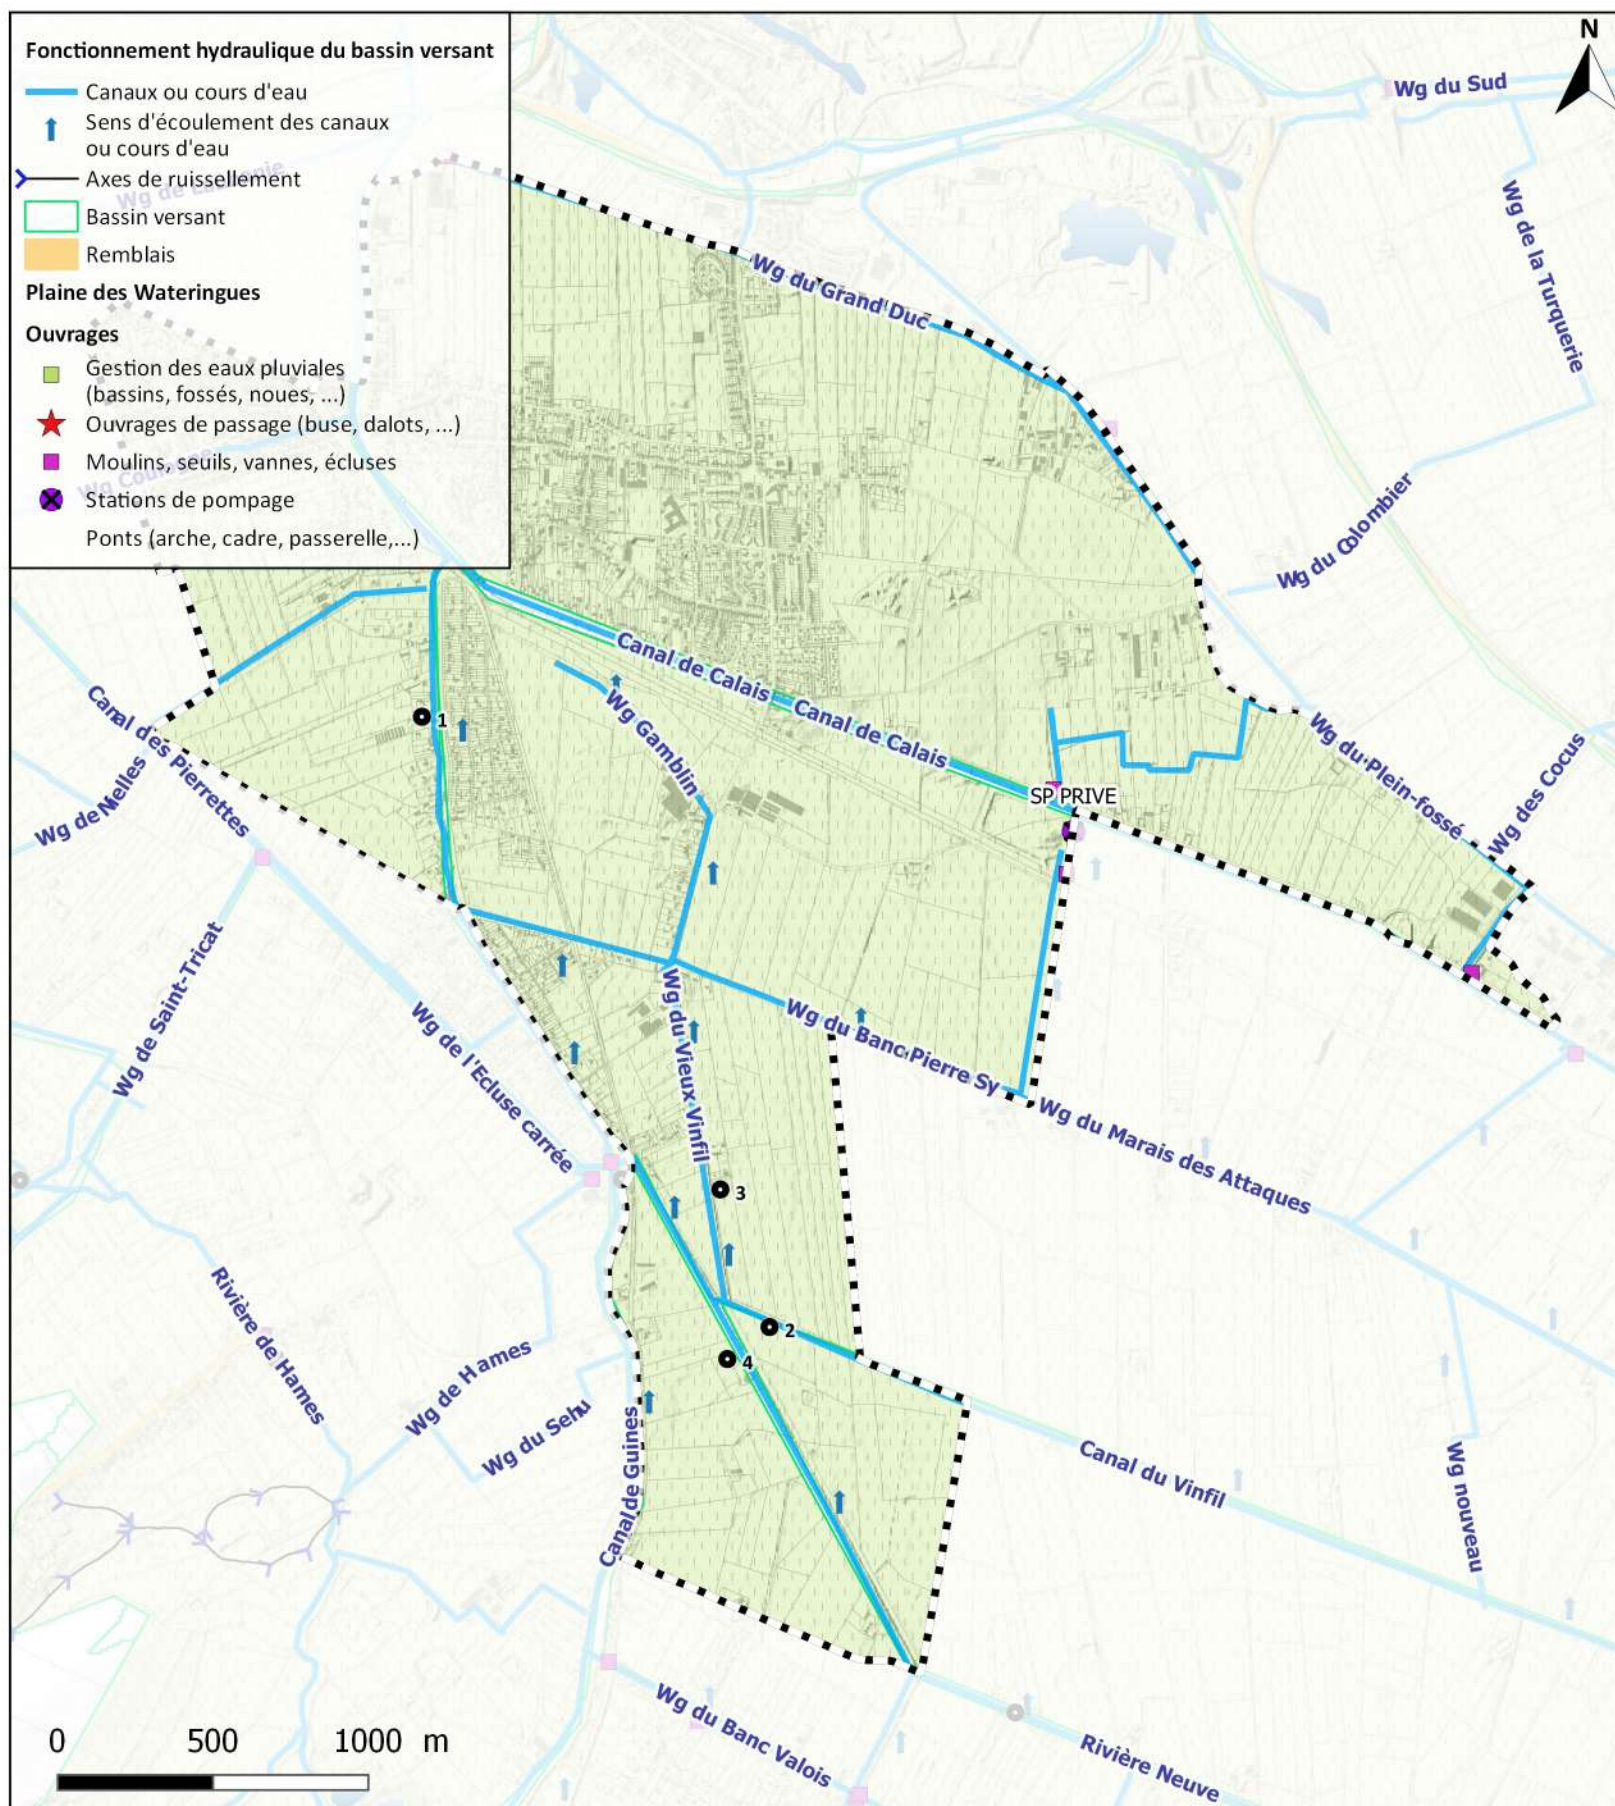 Fonctionnement hydraulique du bassin versant
Canaux ou cours d'eau
Sens d'écoulement des canaux
ou cours d'eau
Axes de ruissellement
Bassin versant
Remblais
Plaine des Wateringues
Ouvrages
Gestion des eaux pluviales
(bassins, fossés, noues, ...)
Ouvrages de passage (buse, dalots, ...)
Moulins, seuils, vannes, écluses
Stations de pompage
Ponts (arche, cadre, passerelle,...)
N
Wg du Sud
Wg de la Turquerie
Wg du Grand Duc
Wg du Colombier
Wg Coulogne
Canal de Calais
Canal de Calais
Wg Gamblin
1
Canal des Pierrettes
Wg de Nielles
SP PRIVE
Wg du Plein-fossé
Wg des Cocus
Wg de Saint-Tricat
Wg de l'Ecluse carrée
Wg du Vieux Vinfil
Wg du Banc Pierre Sy
Wg du Marais des Attaques
3
2
4
Rivière de Hames
Wg de Hames
Wg du Sehu
Canal de Guines
Canal du Vinfil
Wg nouveau
Wg du Banc Valois
Rivière Neuve
0 500 1000 m